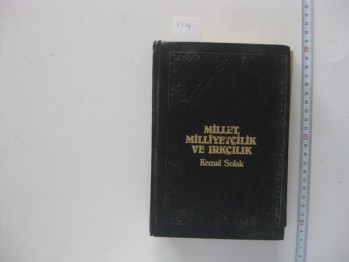 MİLLET,
MİLLİYETÇİLİK
VE IRKÇILIK
Kemal Solak